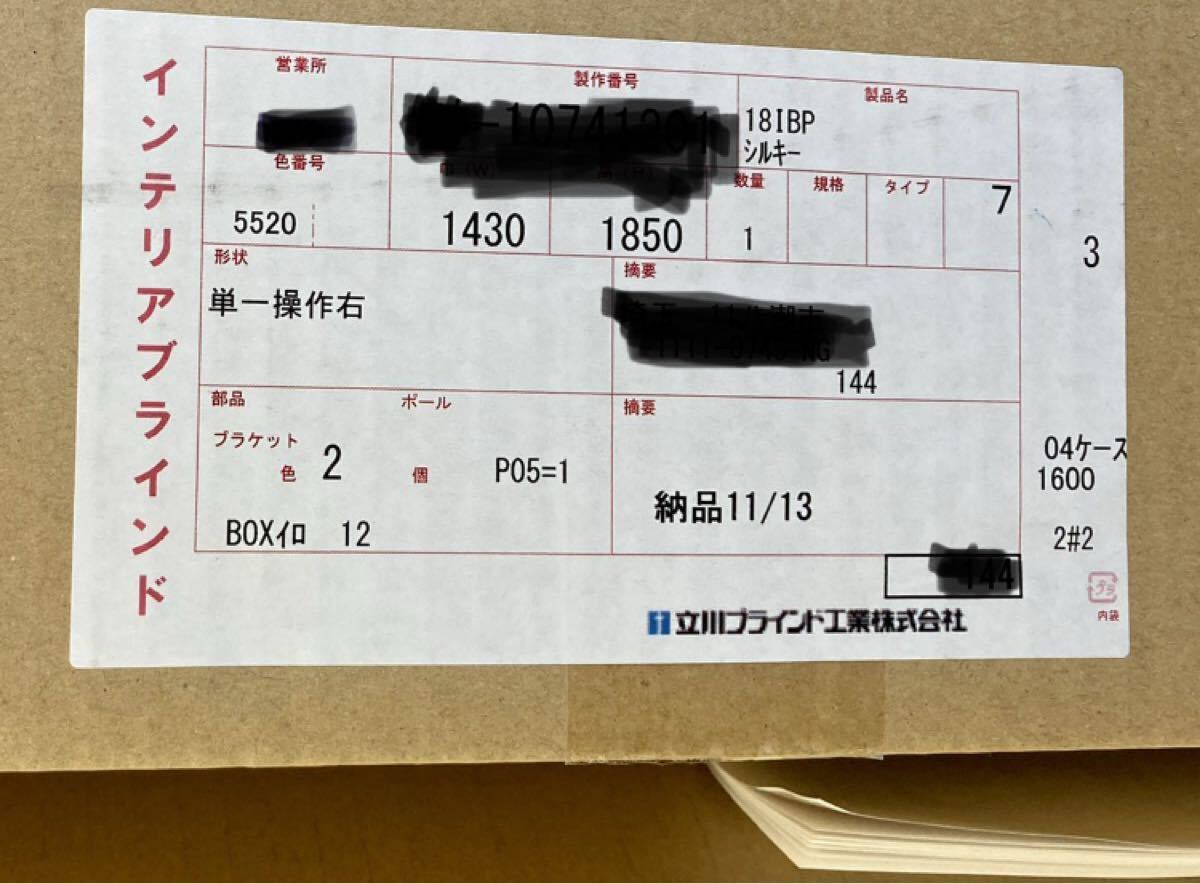 インテリアブラインド
営業所
製作番号
製品名
18IBP
シルキー
色番号
巾(W)
高(H)
数量
規格
タイプ
7
5520
1430
1850
1
3
形状
摘要
単一操作右
144
部品
ポール
摘要
ブラケット
色 2 個 P05=1
04ケース
1600
納品11/13
BOXイロ 12
2#2
144
立川ブラインド工業株式会社
プラ
内袋